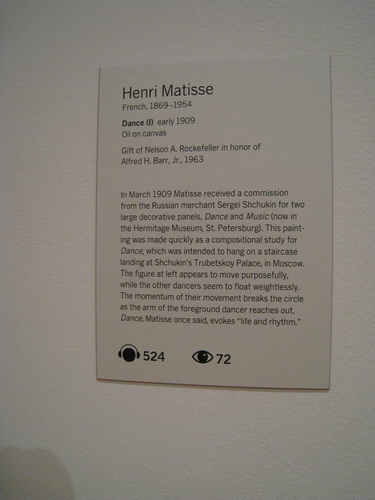 Henri Matisse
French, 1869–1954
Dance (I) early 1909
Oil on canvas
Gift of Nelson A. Rockefeller in honor of
Alfred H. Barr, Jr., 1963
In March 1909 Matisse received a commission
from the Russian merchant Sergei Shchukin for two
large decorative panels, Dance and Music (now in
the Hermitage Museum, St. Petersburg). This paint-
ing was made quickly as a compositional study for
Dance, which was intended to hang on a staircase
landing at Shchukin's Trubetskoy Palace, in Moscow.
The figure at left appears to move purposefully,
while the other dancers seem to float weightlessly.
The momentum of their movement breaks the circle
as the arm of the foreground dancer reaches out.
Dance, Matisse once said, evokes "life and rhythm."
524 72